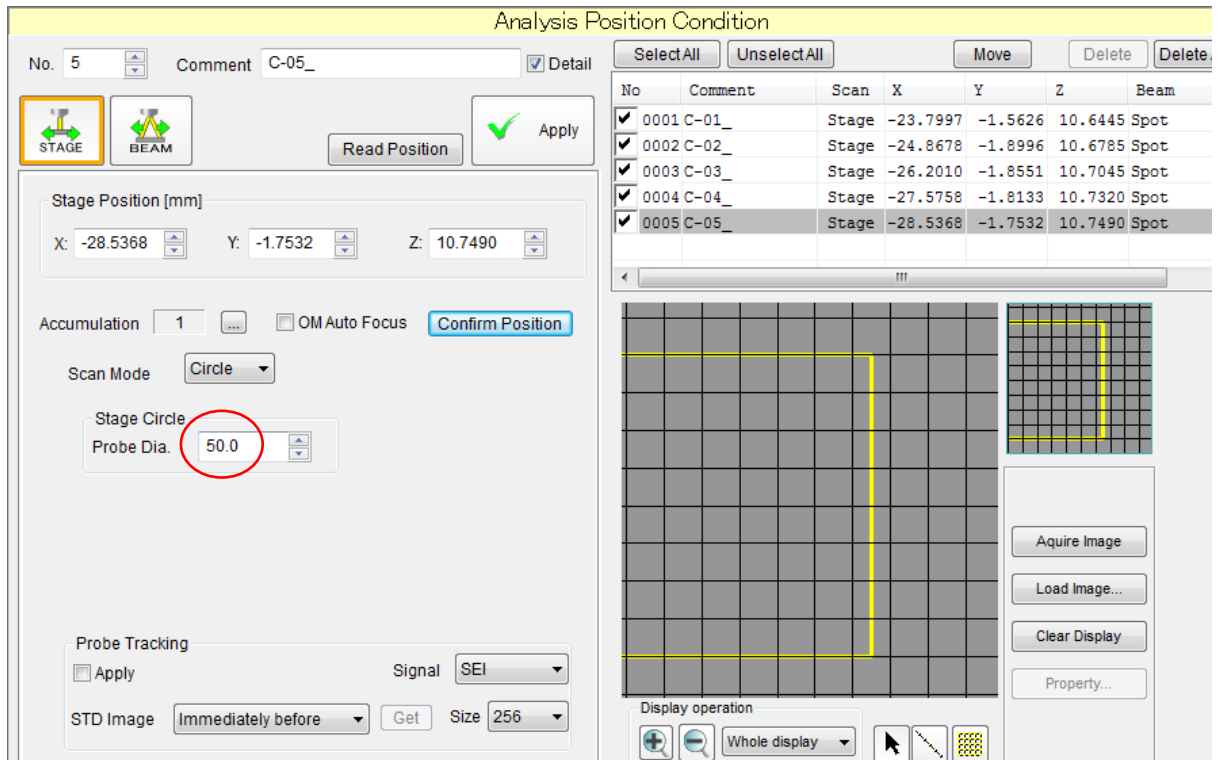 Analysis Position Condition
No. 5 Comment C-05_ Detail
STAGE BEAM Read Position Apply
Stage Position [mm]
X: -28.5368 Y: -1.7532 Z: 10.7490
Accumulation 1 ... OM Auto Focus Confirm Position
Scan Mode Circle
Stage Circle
Probe Dia. 50.0
Probe Tracking
Apply Signal SEI
STD Image Immediately before Get Size 256
Select All Unselect All Move Delete Delete
No Comment Scan X Y Z Beam
0001 C-01_ Stage -23.7997 -1.5626 10.6445 Spot
0002 C-02_ Stage -24.8678 -1.8996 10.6785 Spot
0003 C-03_ Stage -26.2010 -1.8551 10.7045 Spot
0004 C-04_ Stage -27.5758 -1.8133 10.7320 Spot
0005 C-05_ Stage -28.5368 -1.7532 10.7490 Spot
Aquire Image
Load Image...
Clear Display
Property...
Display operation
Whole display